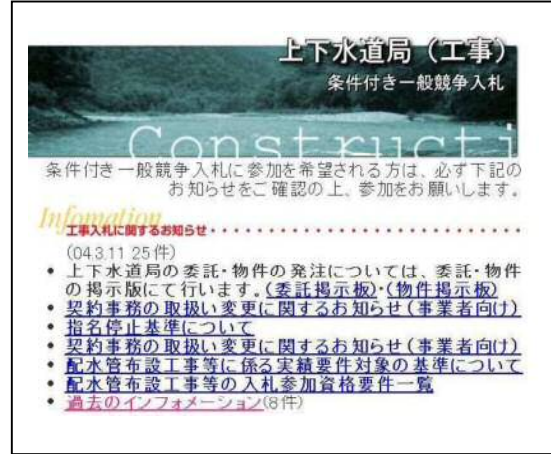 上下水道局（工事）
条件付き一般競争入札
Constructi
条件付き一般競争入札に参加を希望される方は、必ず下記の
お知らせをご確認の上、参加をお願いします。
Infomation
工事入札に関するお知らせ
(04.3.11 25件)
• 上下水道局の委託・物件の発注については、委託・物件
の掲示版にて行います。(委託掲示板)・(物件掲示板)
• 契約事務の取扱い変更に関するお知らせ(事業者向け)
• 指名停止基準について
• 契約事務の取扱い変更に関するお知らせ(事業者向け)
• 配水管布設工事等に係る実績要件対象の基準について
• 配水管布設工事等の入札参加資格要件一覧
• 過去のインフォメーション(8件)